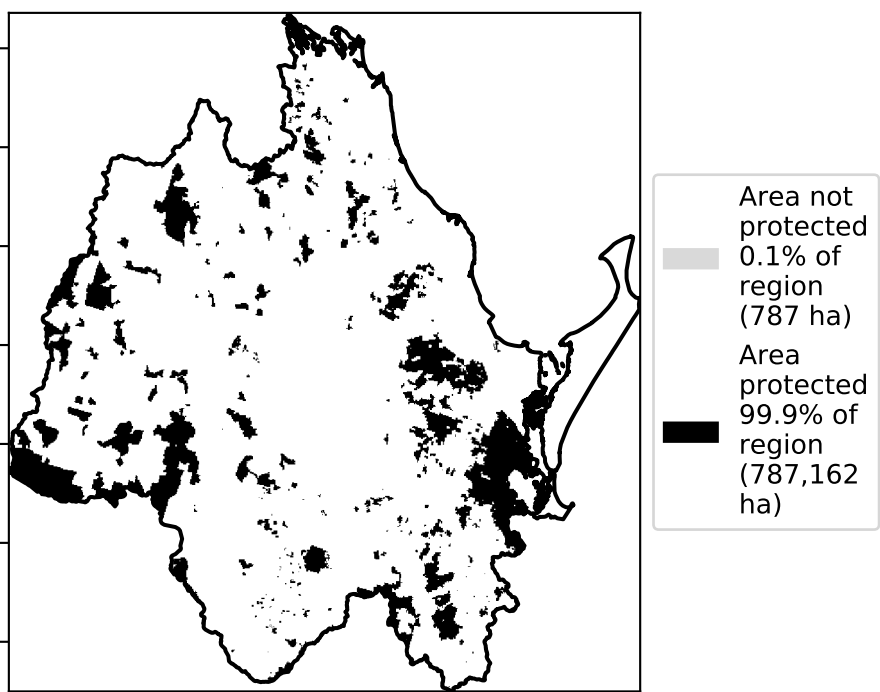 Area not
protected
0.1% of
region
(787 ha)
Area
protected
99.9% of
region
(787,162
ha)